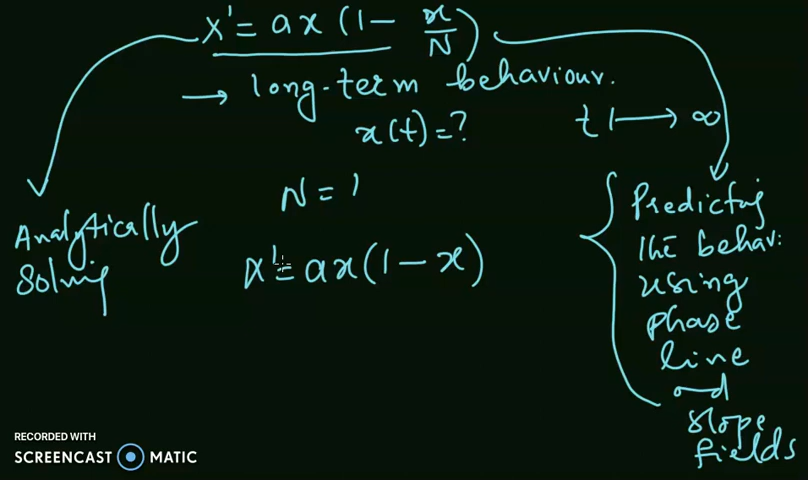 x' = ax (1 - x/N)
→ long-term behaviour.
x(t) = ?
t ⟼ ∞
N = 1
Analytically
Solving
x' = ax(1 - x)
Predicting
the behav:
using
phase
line
and
slope
fields
RECORDED WITH
SCREENCAST MATIC